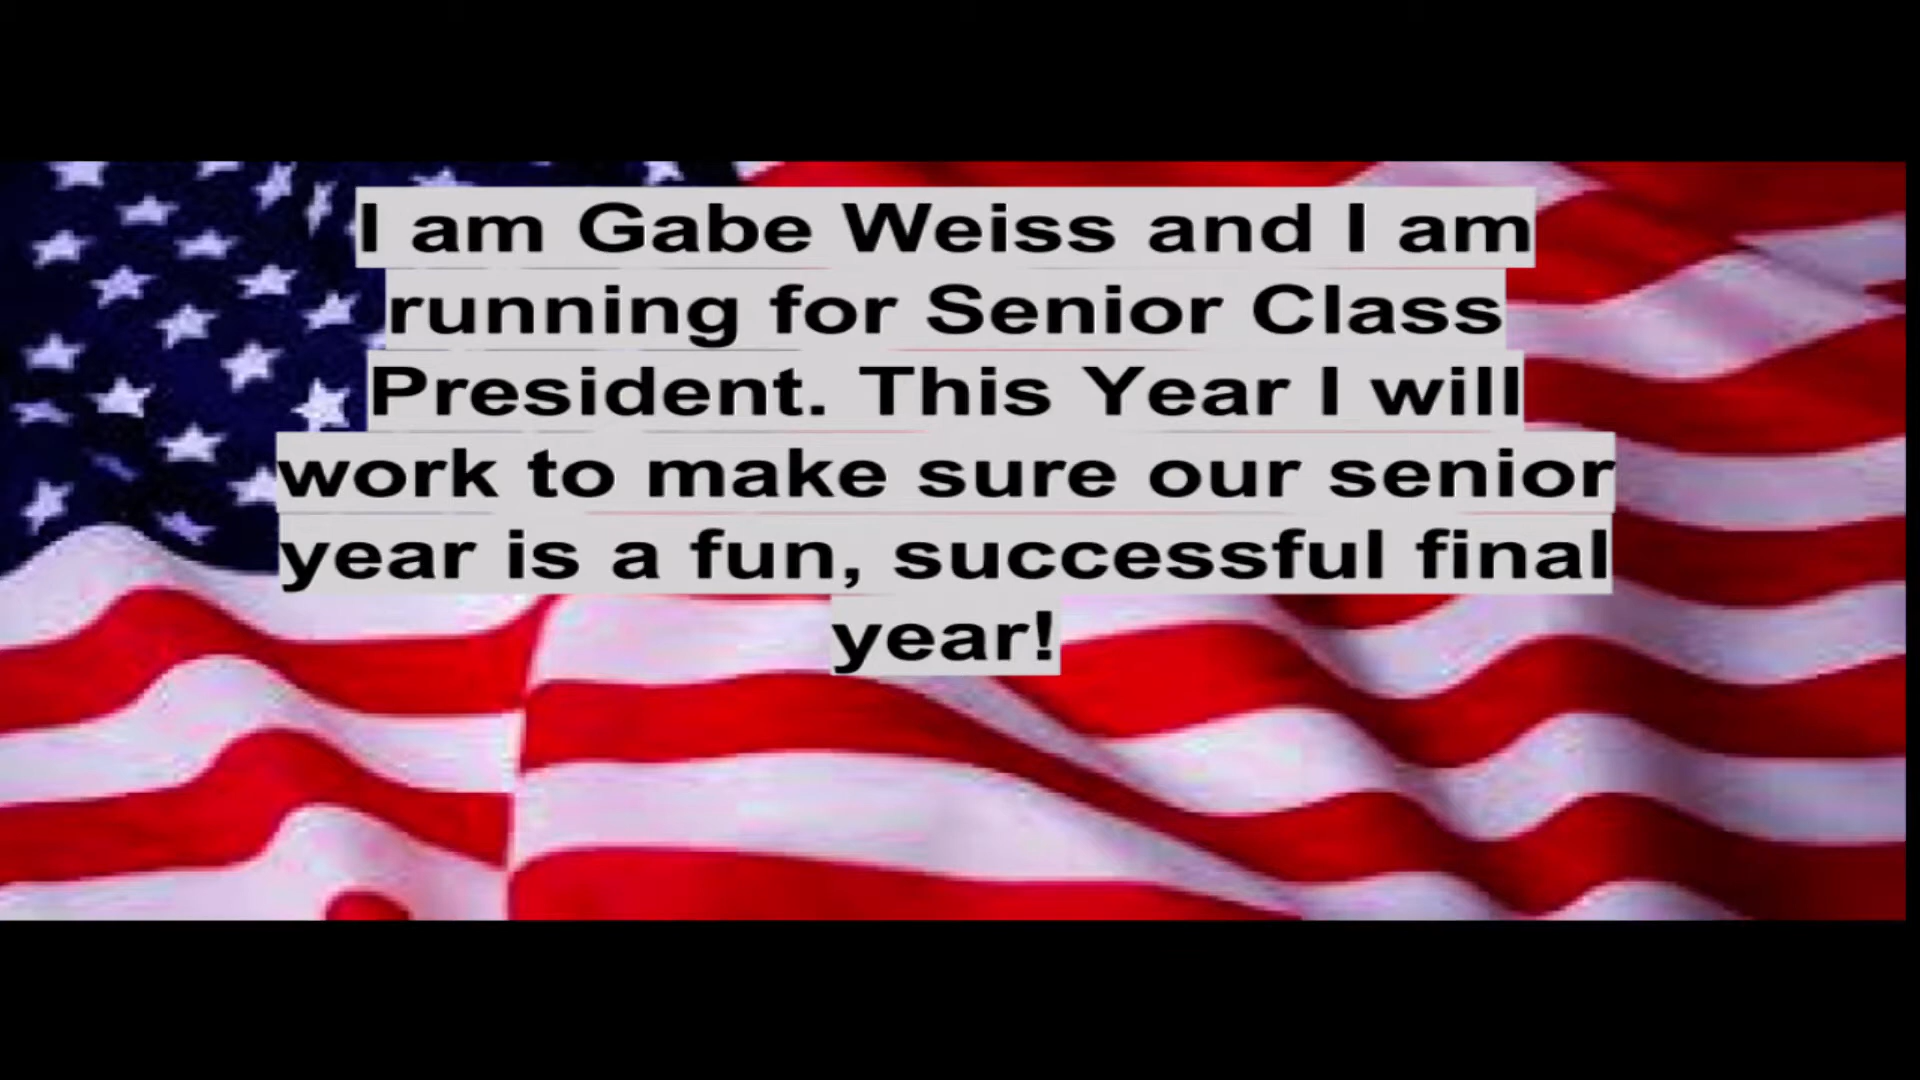 I am Gabe Weiss and I am
running for Senior Class
President. This Year I will
work to make sure our senior
year is a fun, successful final
year!